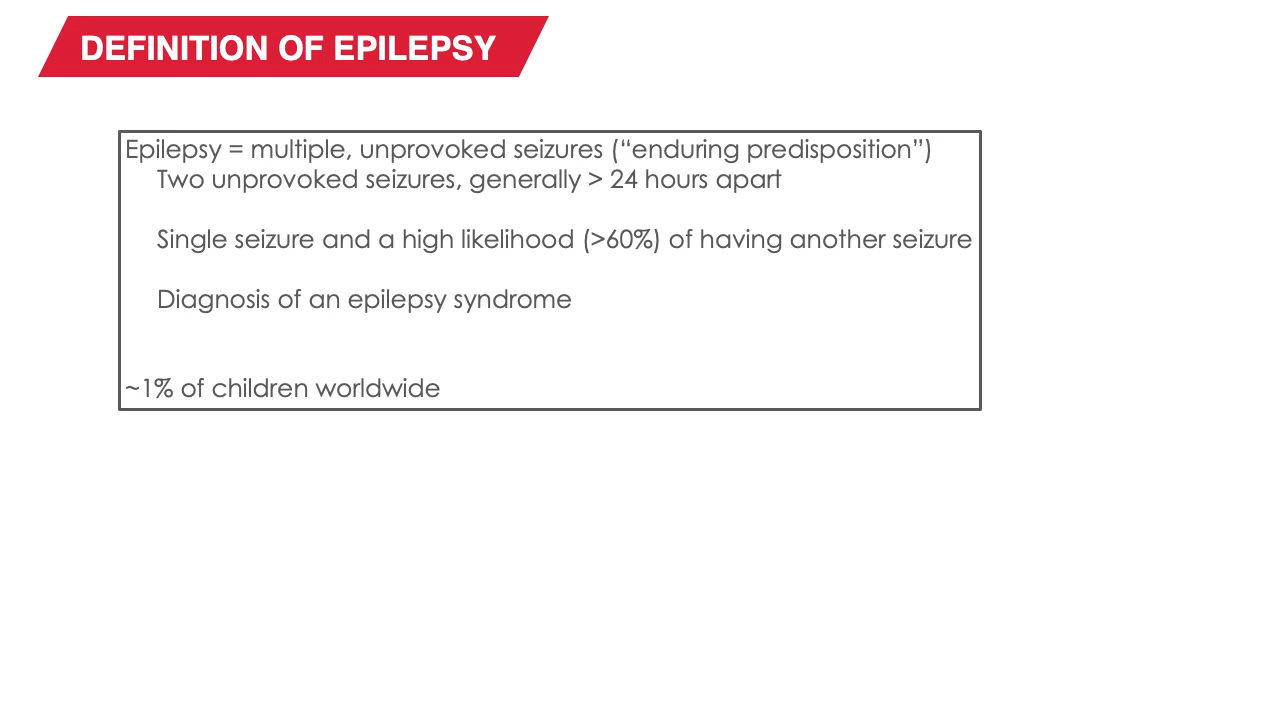 DEFINITION OF EPILEPSY
Epilepsy = multiple, unprovoked seizures (“enduring predisposition”)
Two unprovoked seizures, generally > 24 hours apart
Single seizure and a high likelihood (>60%) of having another seizure
Diagnosis of an epilepsy syndrome
~1% of children worldwide